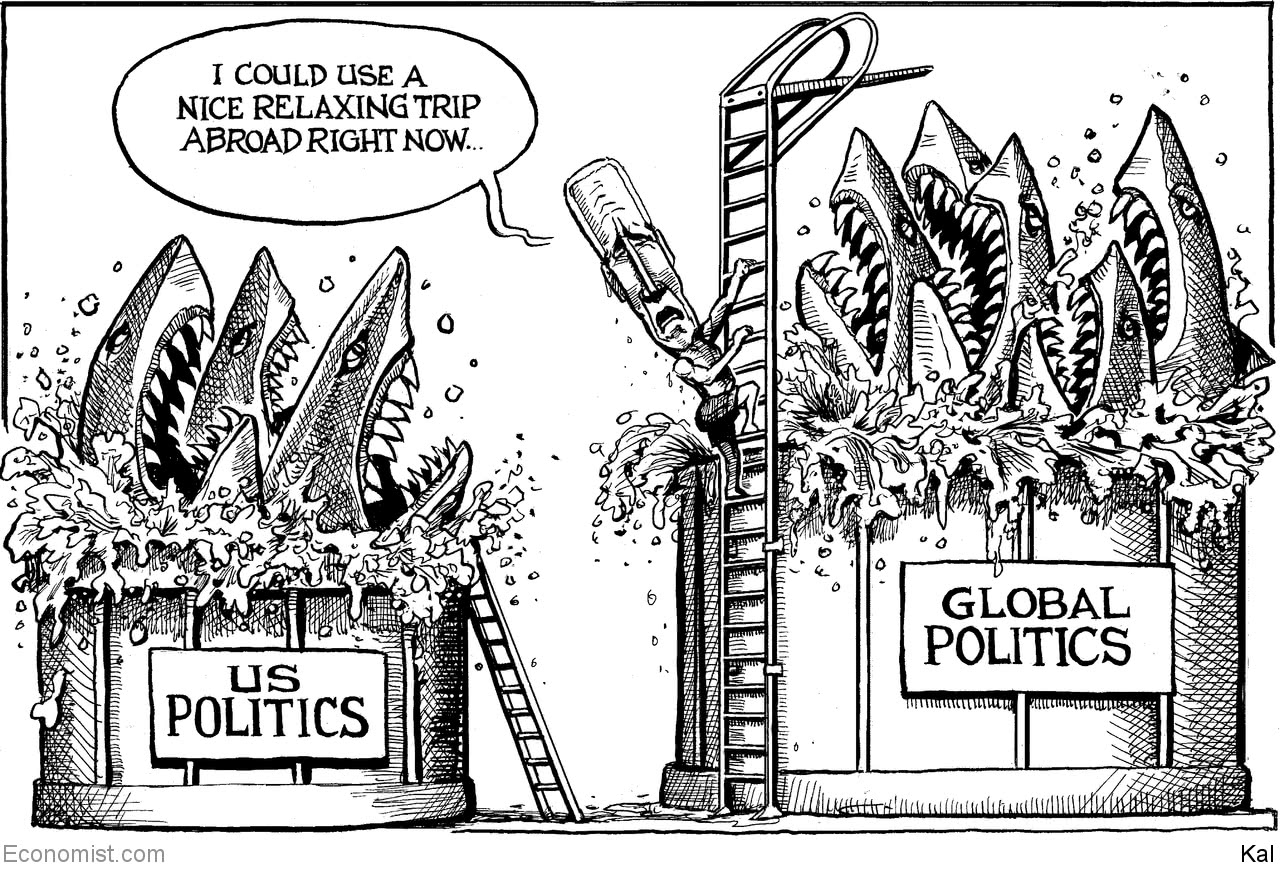 I COULD USE A
NICE RELAXING TRIP
ABROAD RIGHT NOW...
US
POLITICS
GLOBAL
POLITICS
Economist.com
Kal